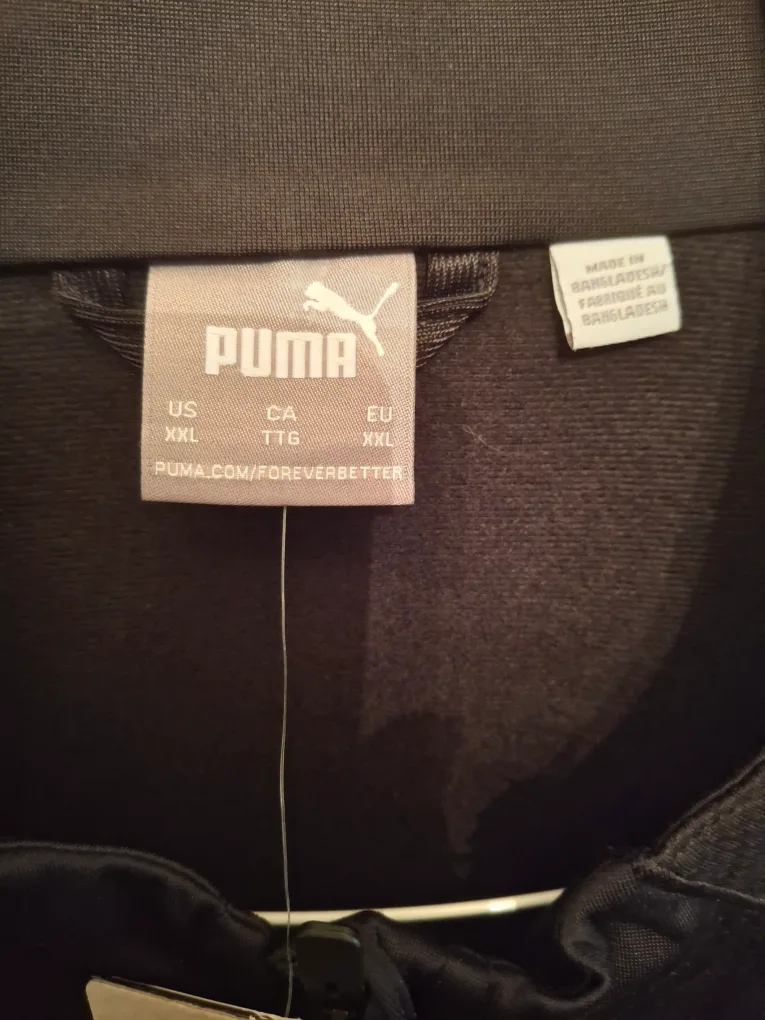 PUMA
US CA EU
XXL TTG XXL
PUMA.COM/FOREVERBETTER
MADE IN
BANGLADESH/
FABRIQUÉ AU
BANGLADESH